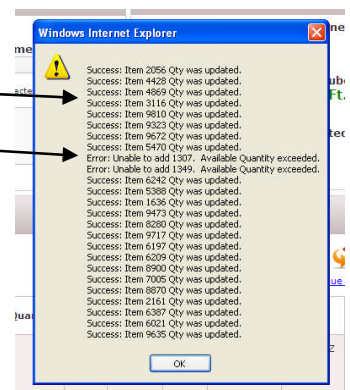 Windows Internet Explorer
Success: Item 2056 Qty was updated.
Success: Item 4428 Qty was updated.
Success: Item 4869 Qty was updated.
Success: Item 3116 Qty was updated.
Success: Item 9810 Qty was updated.
Success: Item 9323 Qty was updated.
Success: Item 9672 Qty was updated.
Success: Item 5470 Qty was updated.
Error: Unable to add 1307. Available Quantity exceeded.
Error: Unable to add 1349. Available Quantity exceeded.
Success: Item 6242 Qty was updated.
Success: Item 5388 Qty was updated.
Success: Item 1636 Qty was updated.
Success: Item 9473 Qty was updated.
Success: Item 8280 Qty was updated.
Success: Item 9717 Qty was updated.
Success: Item 6197 Qty was updated.
Success: Item 6209 Qty was updated.
Success: Item 8900 Qty was updated.
Success: Item 7005 Qty was updated.
Success: Item 8870 Qty was updated.
Success: Item 2161 Qty was updated.
Success: Item 6387 Qty was updated.
Success: Item 6021 Qty was updated.
Success: Item 9635 Qty was updated.
OK